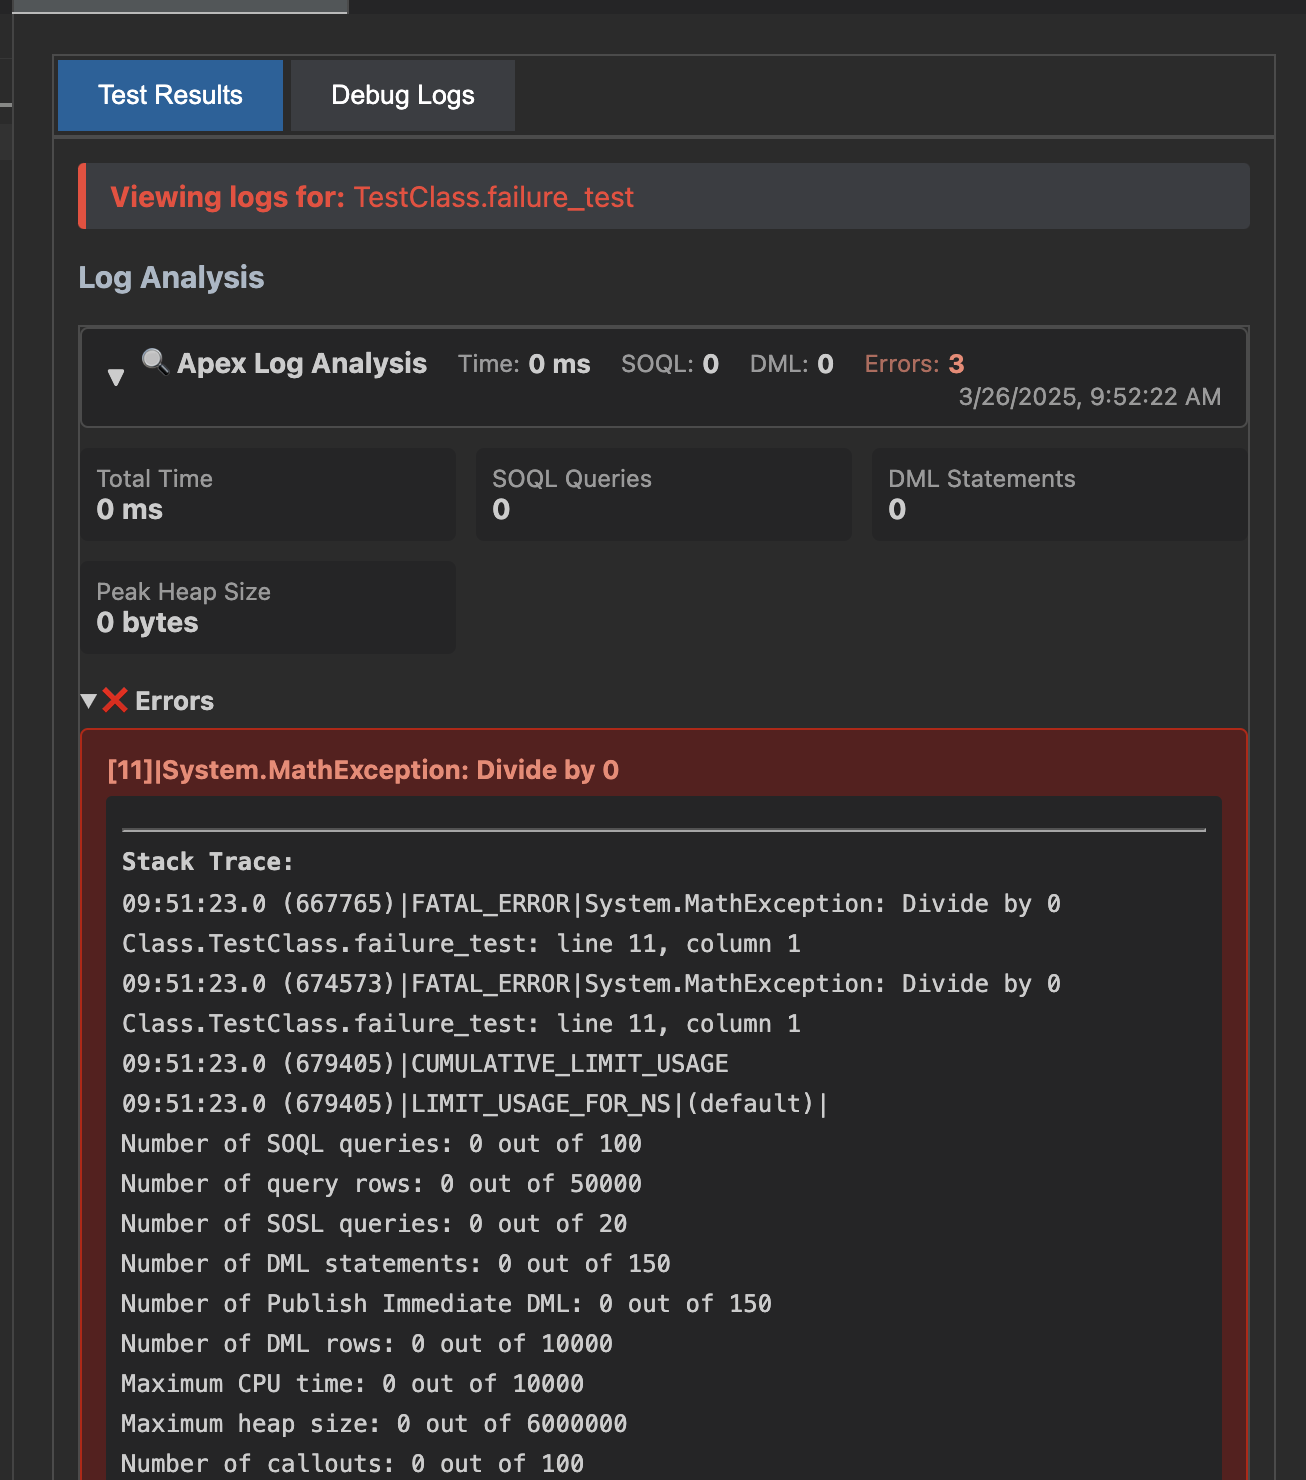 Test Results
Debug Logs
Viewing logs for: TestClass.failure_test
Log Analysis
Apex Log Analysis Time: 0 ms SOQL: 0 DML: 0 Errors: 3
3/26/2025, 9:52:22 AM
Total Time
0 ms
SOQL Queries
0
DML Statements
0
Peak Heap Size
0 bytes
Errors
[11]|System.MathException: Divide by 0
Stack Trace:
09:51:23.0 (667765)|FATAL_ERROR|System.MathException: Divide by 0
Class.TestClass.failure_test: line 11, column 1
09:51:23.0 (674573)|FATAL_ERROR|System.MathException: Divide by 0
Class.TestClass.failure_test: line 11, column 1
09:51:23.0 (679405)|CUMULATIVE_LIMIT_USAGE
09:51:23.0 (679405)|LIMIT_USAGE_FOR_NS|(default)|
Number of SOQL queries: 0 out of 100
Number of query rows: 0 out of 50000
Number of SOSL queries: 0 out of 20
Number of DML statements: 0 out of 150
Number of Publish Immediate DML: 0 out of 150
Number of DML rows: 0 out of 10000
Maximum CPU time: 0 out of 10000
Maximum heap size: 0 out of 6000000
Number of callouts: 0 out of 100